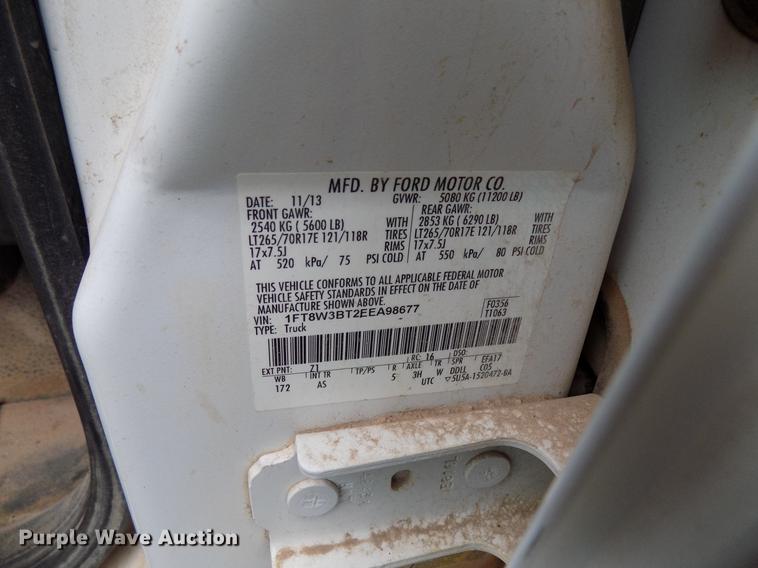 MFD. BY FORD MOTOR CO.
DATE: 11/13 GVWR: 5080 KG (11200 LB)
FRONT GAWR: REAR GAWR:
2540 KG ( 5600 LB) WITH 2853 KG ( 6290 LB) WITH
LT265/70R17E 121/118R TIRES LT265/70R17E 121/118R TIRES
17x7.5J RIMS 17x7.5J RIMS
AT 520 kPa/ 75 PSI COLD AT 550 kPa/ 80 PSI COLD
THIS VEHICLE CONFORMS TO ALL APPLICABLE FEDERAL MOTOR
VEHICLE SAFETY STANDARDS IN EFFECT ON THE DATE OF
MANUFACTURE SHOWN ABOVE.
VIN: 1FT8W3BT2EEA98677 F0356
TYPE: Truck T1063
EXT PNT: Z1 RC: 16 DSO:
WB INT TR TP/PS R AXLE TR SPR EFA17
172 AS 5 3H W DDLL C05
UTC ▽5U5A-1520472-BA
Purple Wave Auction